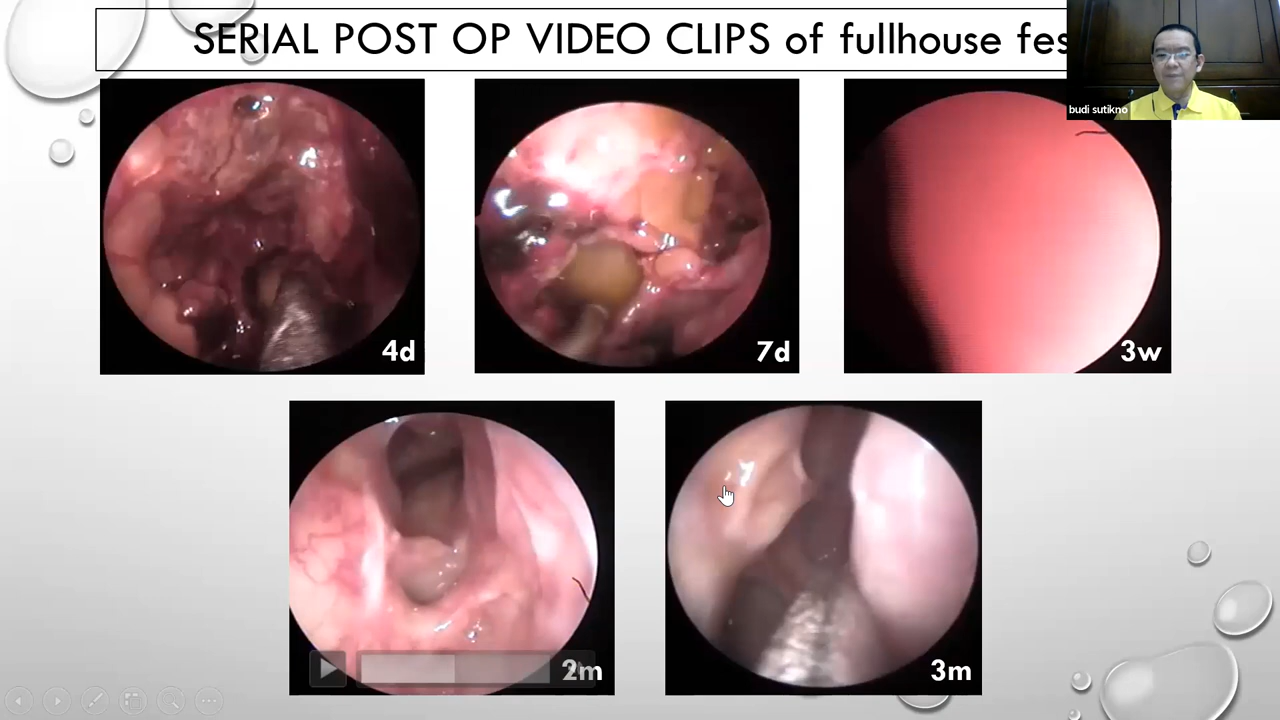 SERIAL POST OP VIDEO CLIPS of fullhouse fes
budi sutikno
4d
7d
3w
2m
3m